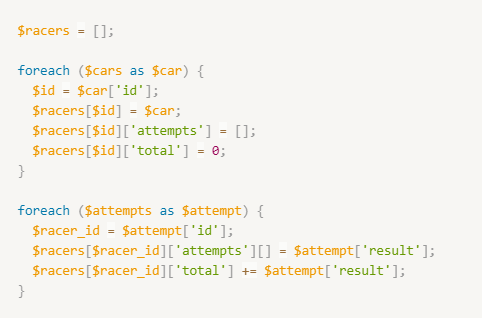 $racers = [];

foreach ($cars as $car) {
  $id = $car['id'];
  $racers[$id] = $car;
  $racers[$id]['attempts'] = [];
  $racers[$id]['total'] = 0;
}

foreach ($attempts as $attempt) {
  $racer_id = $attempt['id'];
  $racers[$racer_id]['attempts'][] = $attempt['result'];
  $racers[$racer_id]['total'] += $attempt['result'];
}